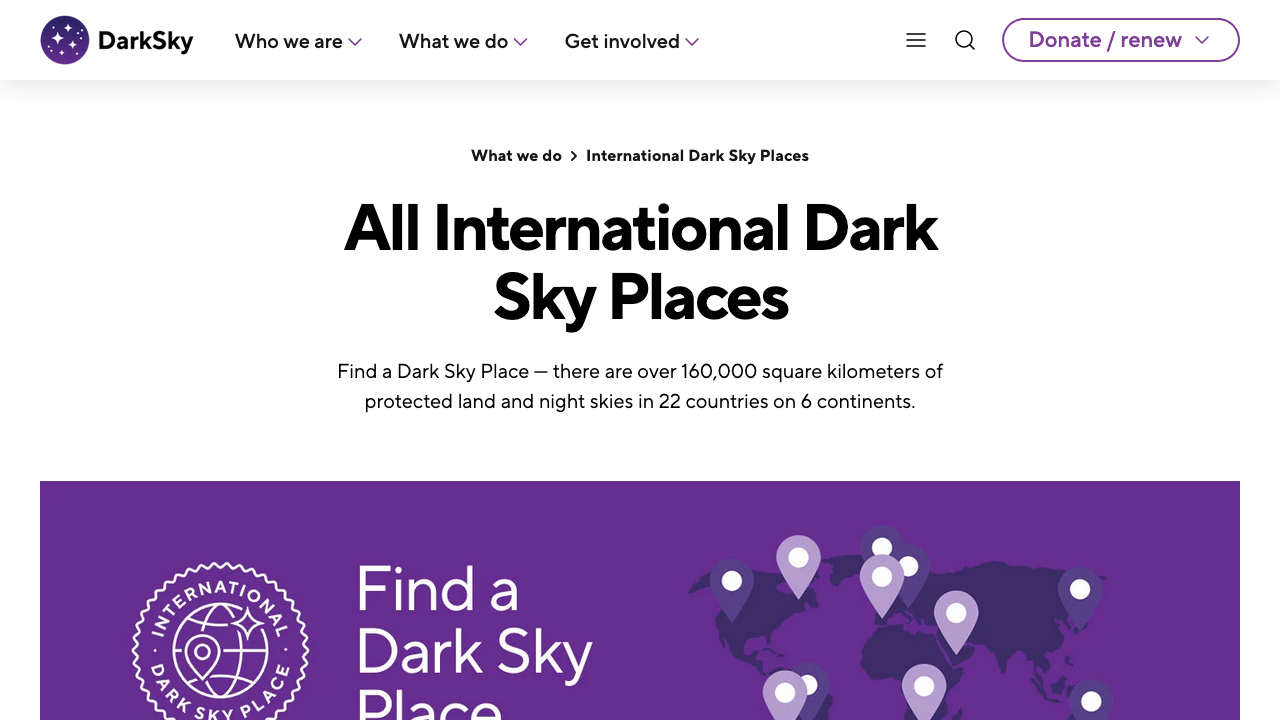 DarkSky
Who we are
What we do
Get involved
Donate / renew
What we do > International Dark Sky Places
All International Dark
Sky Places
Find a Dark Sky Place — there are over 160,000 square kilometers of
protected land and night skies in 22 countries on 6 continents.
INTERNATIONAL
DARK SKY PLACE
Find a
Dark Sky
Place